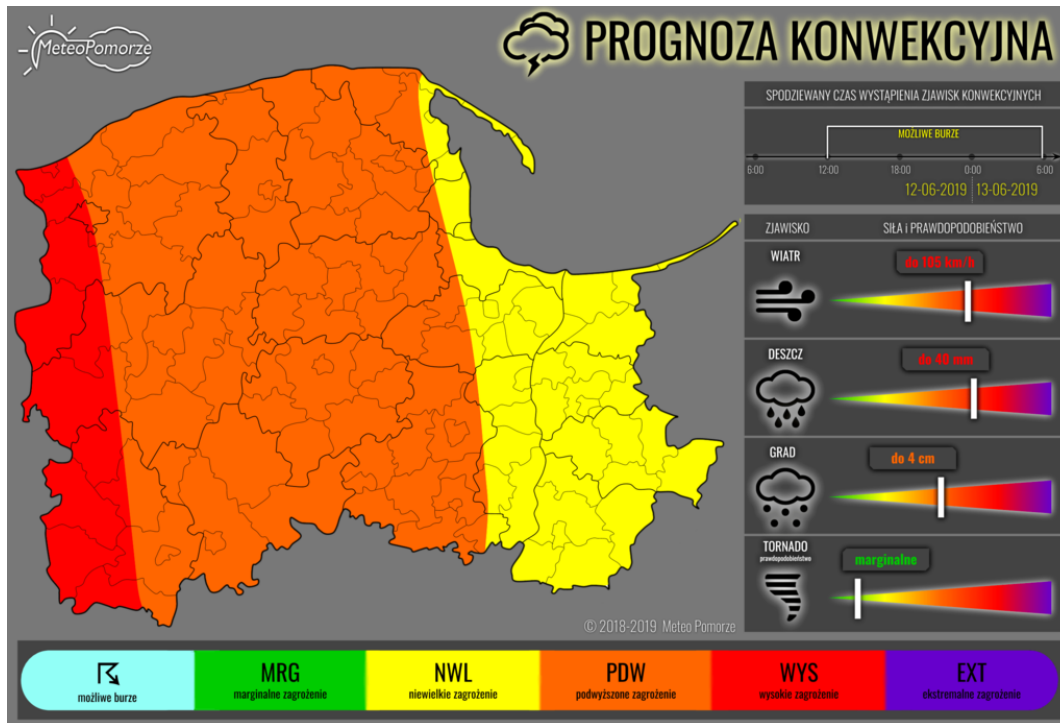 MeteoPomorze
PROGNOZA KONWEKCYJNA
SPODZIEWANY CZAS WYSTĄPIENIA ZJAWISK KONWEKCYJNYCH
MOŻLIWE BURZE
6:00 12:00 18:00 0:00 6:00
12-06-2019 13-06-2019
ZJAWISKO SIŁA i PRAWDOPODOBIEŃSTWO
WIATR
do 105 km/h
DESZCZ
do 40 mm
GRAD
do 4 cm
TORNADO
prawdopodobieństwo
marginalne
© 2018-2019 Meteo Pomorze
możliwe burze
MRG
marginalne zagrożenie
NWL
niewielkie zagrożenie
PDW
podwyższone zagrożenie
WYS
wysokie zagrożenie
EXT
ekstremalne zagrożenie